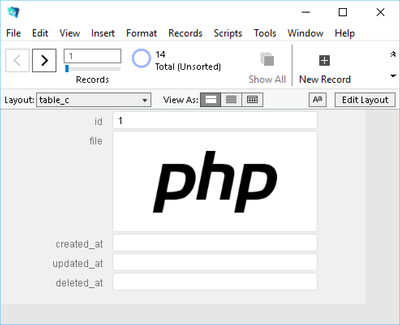 File Edit View Insert Format Records Scripts Tools Window Help
1
14
Total (Unsorted)
Records
Show All
New Record
Layout: table_c
View As:
Aa
Edit Layout
id 1
file
php
created_at
updated_at
deleted_at